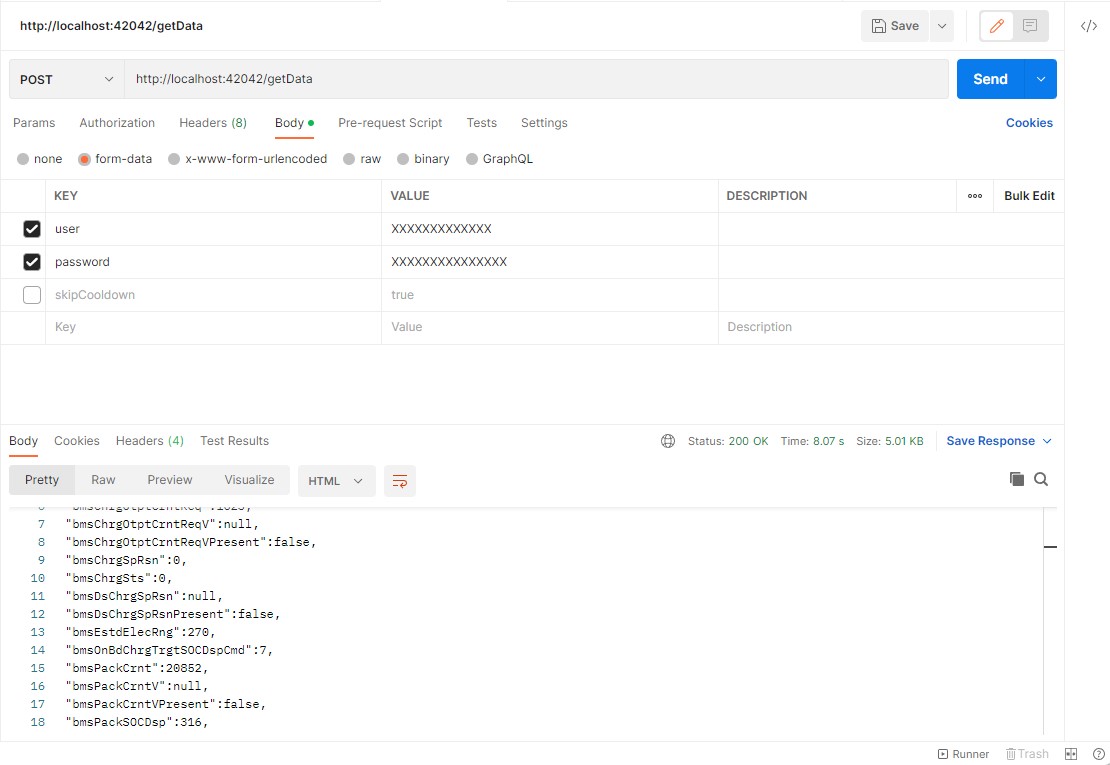 http://localhost:42042/getData
Save
</>
POST
http://localhost:42042/getData
Send
Params Authorization Headers (8) Body Pre-request Script Tests Settings Cookies
none form-data x-www-form-urlencoded raw binary GraphQL
KEY VALUE DESCRIPTION Bulk Edit
user XXXXXXXXXXXXX
password XXXXXXXXXXXXXXX
skipCooldown true
Key Value Description
Body Cookies Headers (4) Test Results Status: 200 OK Time: 8.07 s Size: 5.01 KB Save Response
Pretty Raw Preview Visualize HTML
7 "bmsChrgOtptCrntReqV":null,
8 "bmsChrgOtptCrntReqVPresent":false,
9 "bmsChrgSpRsn":0,
10 "bmsChrgSts":0,
11 "bmsDsChrgSpRsn":null,
12 "bmsDsChrgSpRsnPresent":false,
13 "bmsEstdElecRng":270,
14 "bmsOnBdChrgTrgtSOCDspCmd":7,
15 "bmsPackCrnt":20852,
16 "bmsPackCrntV":null,
17 "bmsPackCrntVPresent":false,
18 "bmsPackSOCDsp":316,
Runner Trash